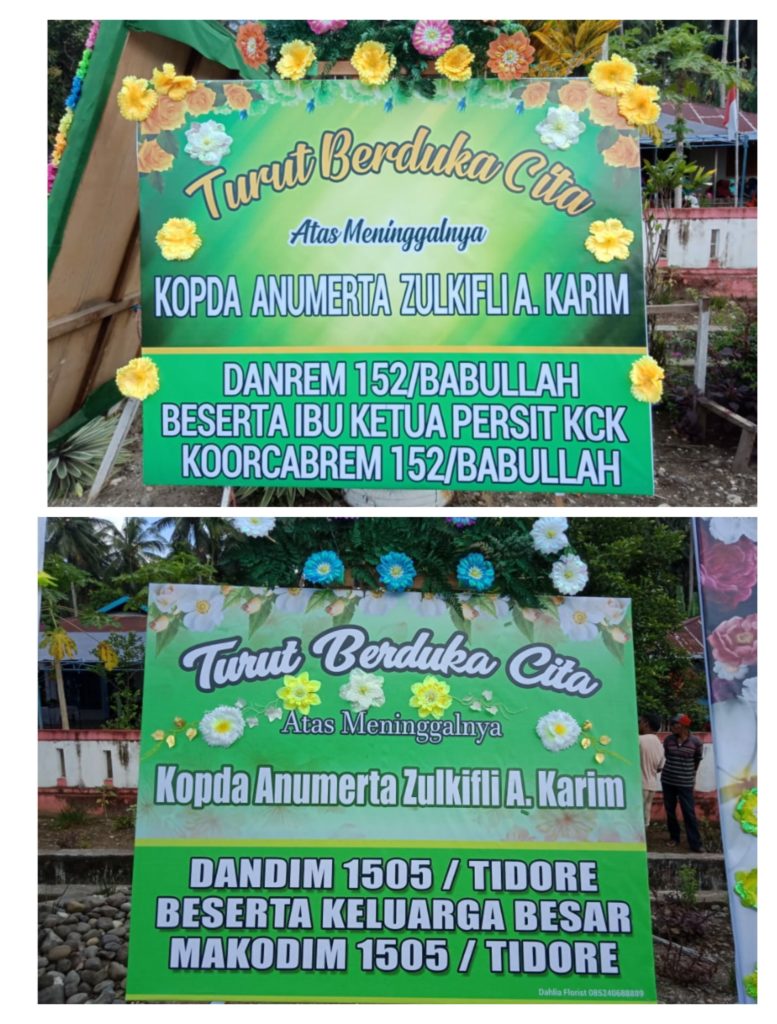 Turut Berduka Cita
Atas Meninggalnya
KOPDA ANUMERTA ZULKIFLI A. KARIM
DANREM 152/BABULLAH
BESERTA IBU KETUA PERSIT KCK
KOORCABREM 152/BABULLAH
Turut Berduka Cita
Atas Meninggalnya
Kopda Anumerta Zulkifli A. Karim
DANDIM 1505 / TIDORE
BESERTA KELUARGA BESAR
MAKODIM 1505 / TIDORE
Dahlia Florist 085240688809